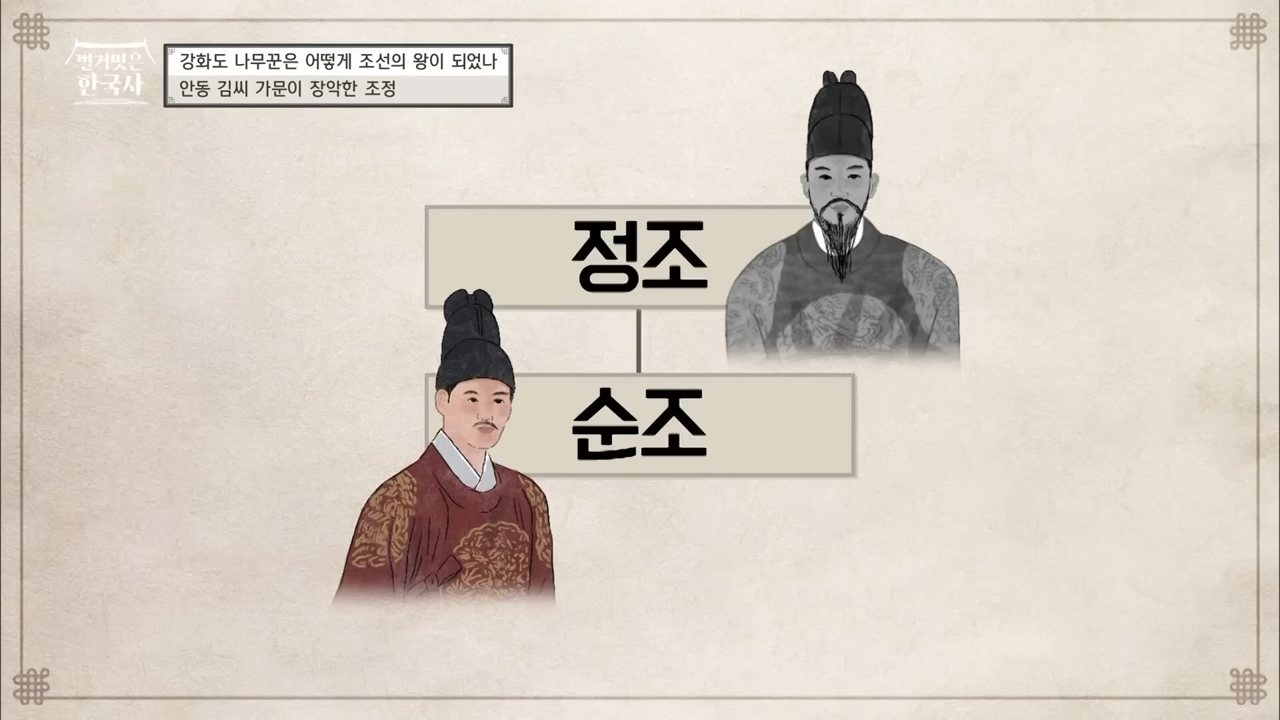 벌거벗은
한국사
강화도 나무꾼은 어떻게 조선의 왕이 되었나
안동 김씨 가문이 장악한 조정
정조
순조